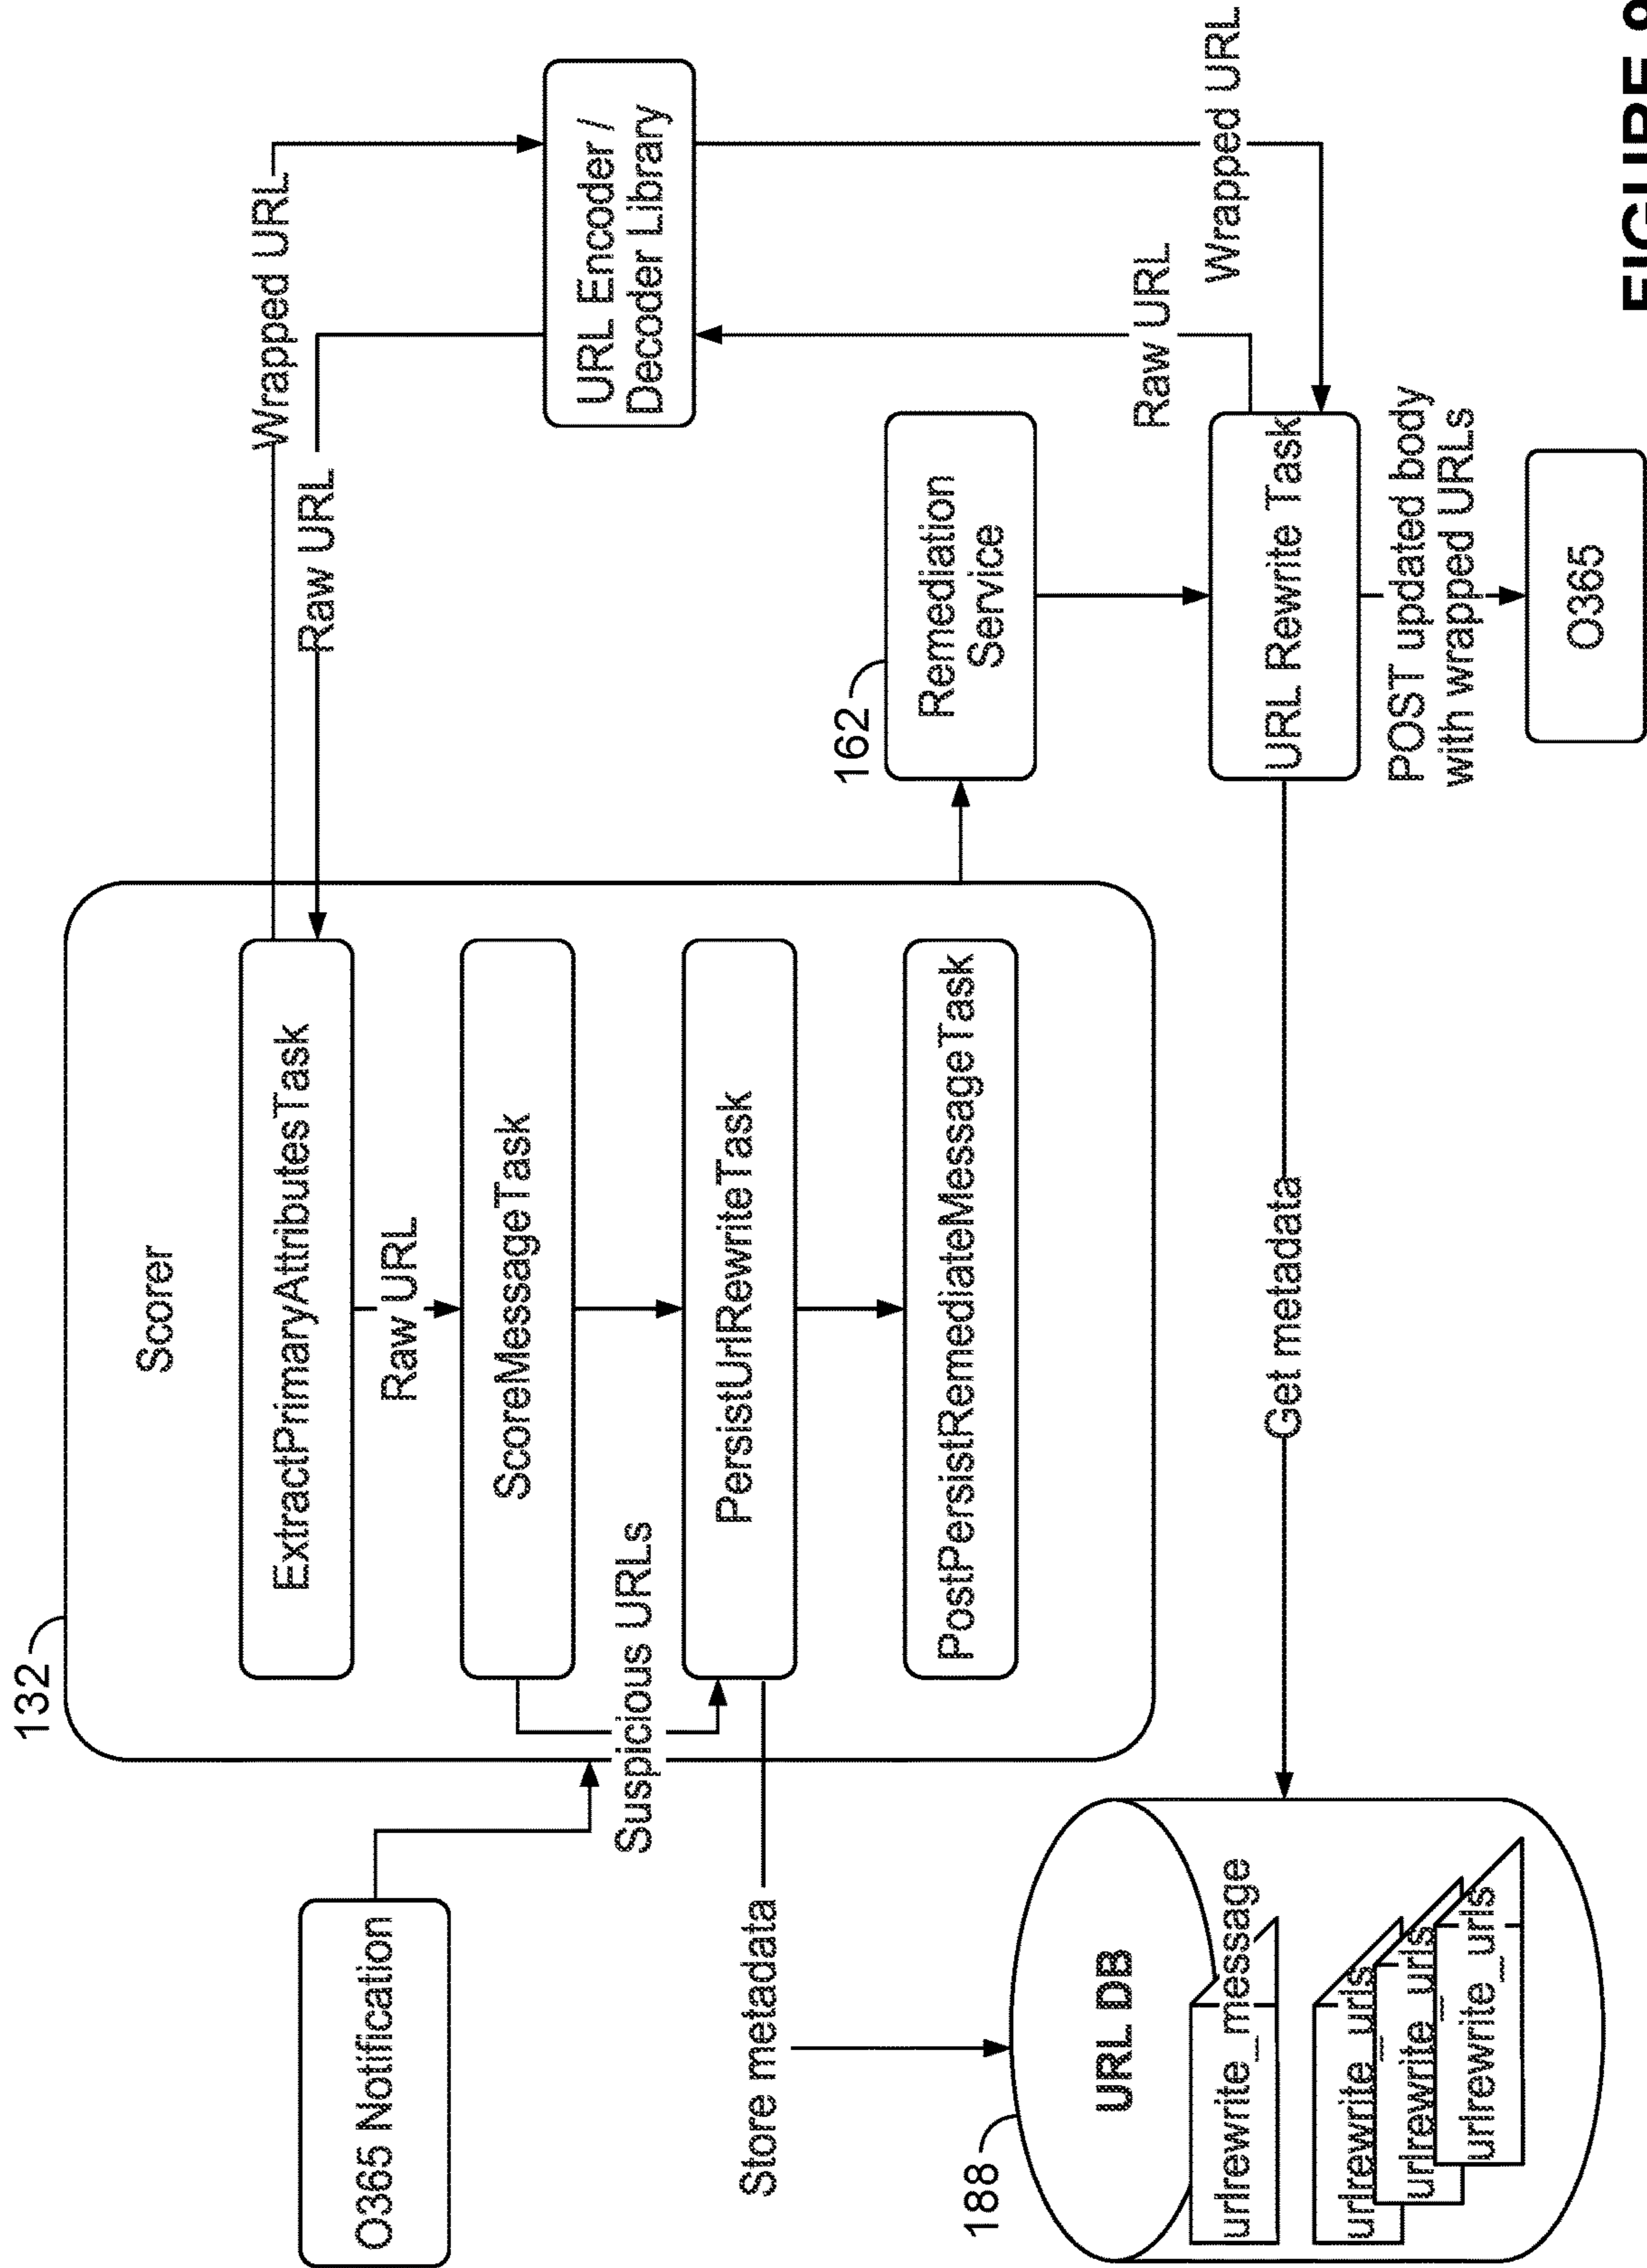 132
Scorer
Wrapped URL
ExtractPrimaryAttributesTask
Raw URL
O365 Notification
Raw URL
ScoreMessageTask
URL Encoder /
Decoder Library
Suspicious URLs
PersistUrlRewriteTask
Store metadata
162
Remediation
Service
PostPersistRemediateMessageTask
188
URL DB
Raw URL
Wrapped URL
urlrewrite_message
Get metadata
URL Rewrite Task
urlrewrite_urls
urlrewrite_urls
urlrewrite_urls
POST updated body
with wrapped URLs
O365
FIGURE